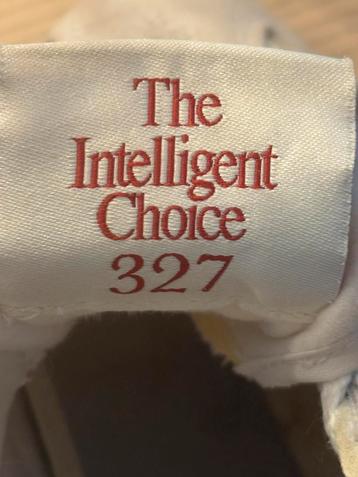 The
Intelligent
Choice
327